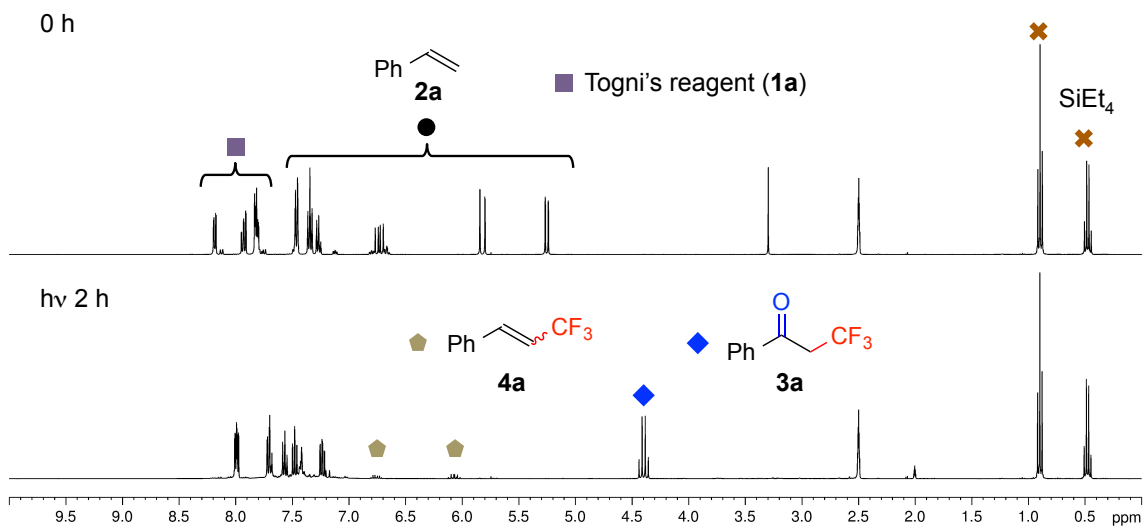 0 h
Ph
2a
Togni’s reagent (1a)
SiEt₄
hν 2 h
Ph
CF₃
4a
O
Ph
CF₃
3a
9.5 9.0 8.5 8.0 7.5 7.0 6.5 6.0 5.5 5.0 4.5 4.0 3.5 3.0 2.5 2.0 1.5 1.0 0.5 ppm